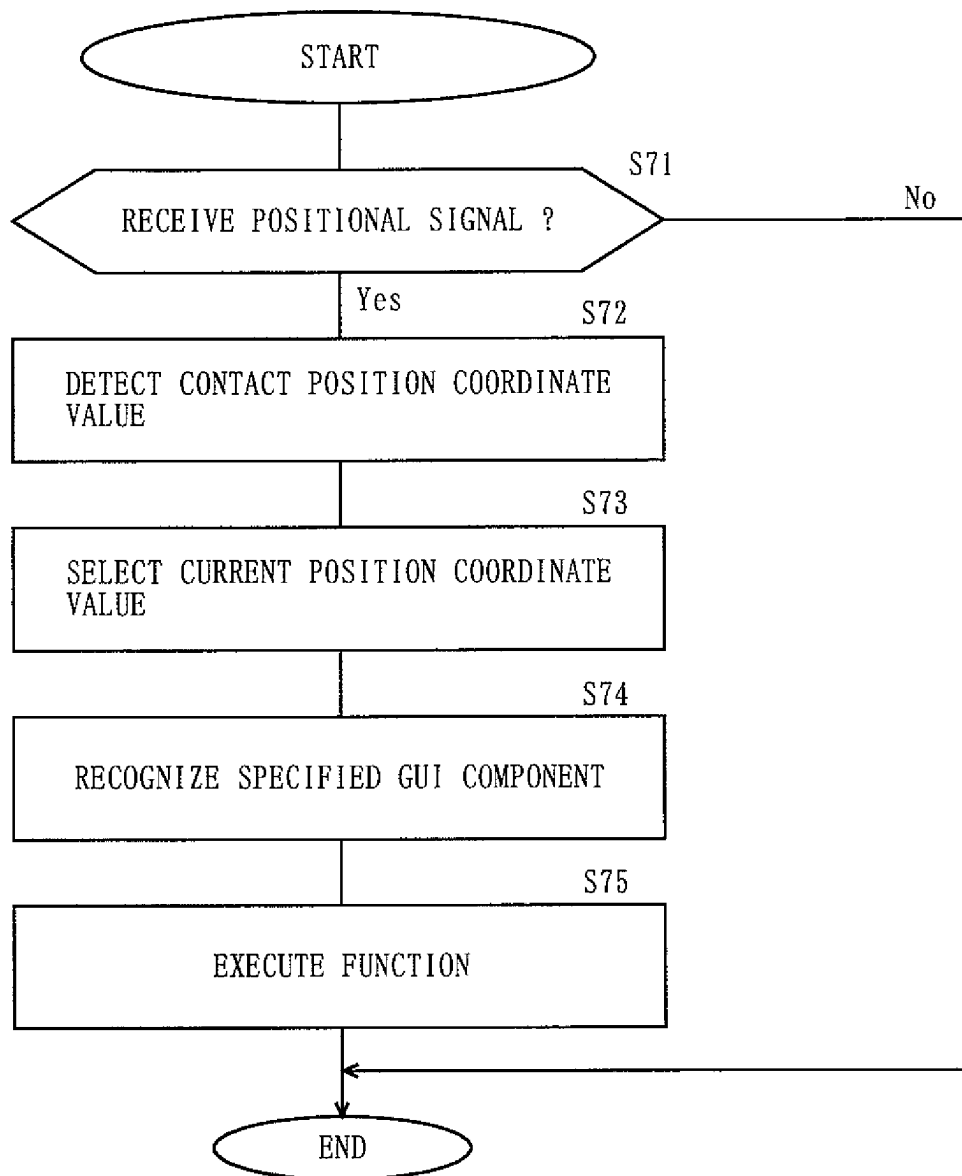 START
S71
RECEIVE POSITIONAL SIGNAL ?
No
Yes
S72
DETECT CONTACT POSITION COORDINATE
VALUE
S73
SELECT CURRENT POSITION COORDINATE
VALUE
S74
RECOGNIZE SPECIFIED GUI COMPONENT
S75
EXECUTE FUNCTION
END